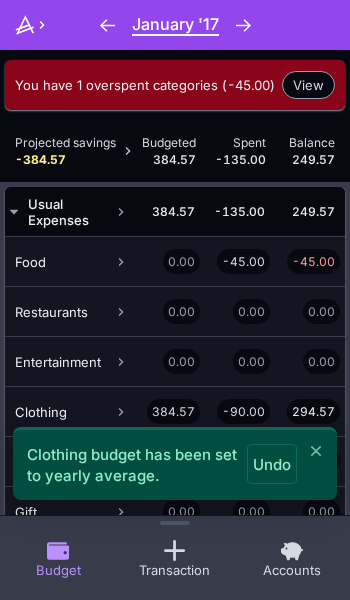 January '17
You have 1 overspent categories (-45.00) View
Projected savings Budgeted Spent Balance
-384.57 384.57 -135.00 249.57
Usual Expenses 384.57 -135.00 249.57
Food 0.00 -45.00 -45.00
Restaurants 0.00 0.00 0.00
Entertainment 0.00 0.00 0.00
Clothing 384.57 -90.00 294.57
Clothing budget has been set
to yearly average.
Undo
Gift 0.00 0.00 0.00
Budget Transaction Accounts